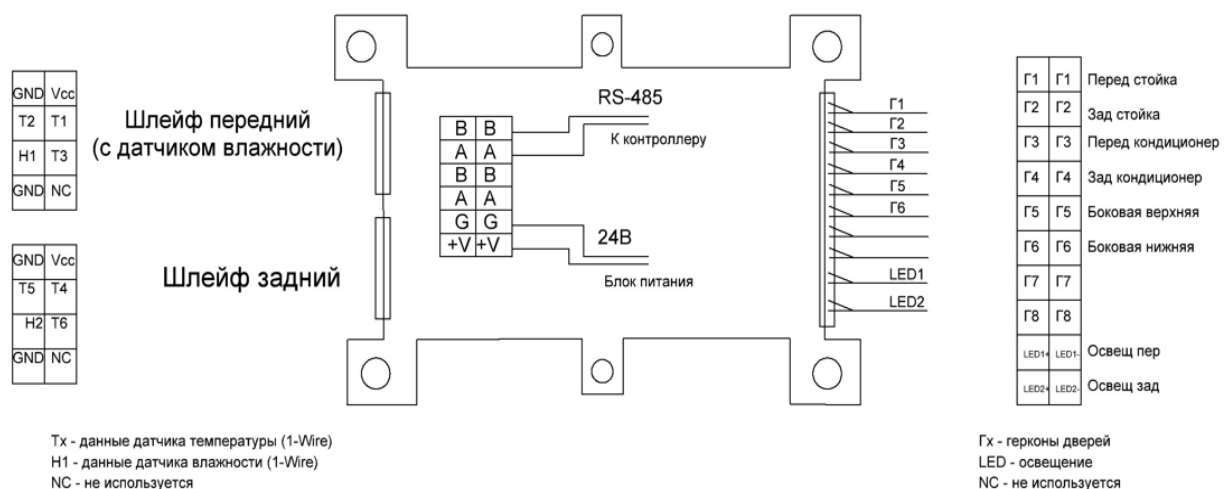 GND Vcc
T2 T1
H1 T3
GND NC
Шлейф передний
(с датчиком влажности)
GND Vcc
T5 T4
H2 T6
GND NC
Шлейф задний
B B
A A
B B
A A
G G
+V +V
RS-485
К контроллеру
24В
Блок питания
Г1
Г2
Г3
Г4
Г5
Г6
LED1
LED2
Г1 Г1 Перед стойка
Г2 Г2 Зад стойка
Г3 Г3 Перед кондиционер
Г4 Г4 Зад кондиционер
Г5 Г5 Боковая верхняя
Г6 Г6 Боковая нижняя
Г7 Г7
Г8 Г8
LED1+ LED1- Освещ пер
LED2+ LED2- Освещ зад
Tx - данные датчика температуры (1-Wire)
H1 - данные датчика влажности (1-Wire)
NC - не используется
Гх - герконы дверей
LED - освещение
NC - не используется